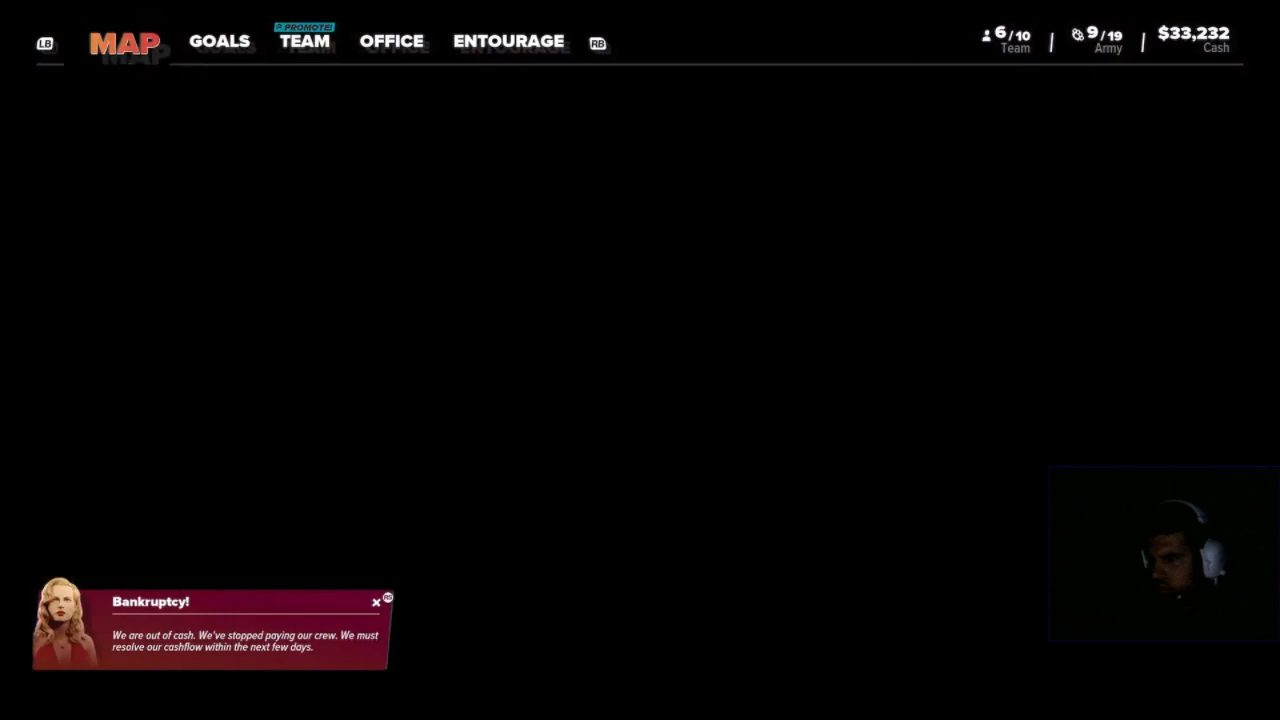 LB MAP GOALS PROMOTE! TEAM OFFICE ENTOURAGE RB
6/10 Team 9/19 Army $33,232 Cash
Bankruptcy! x RS
We are out of cash. We've stopped paying our crew. We must
resolve our cashflow within the next few days.